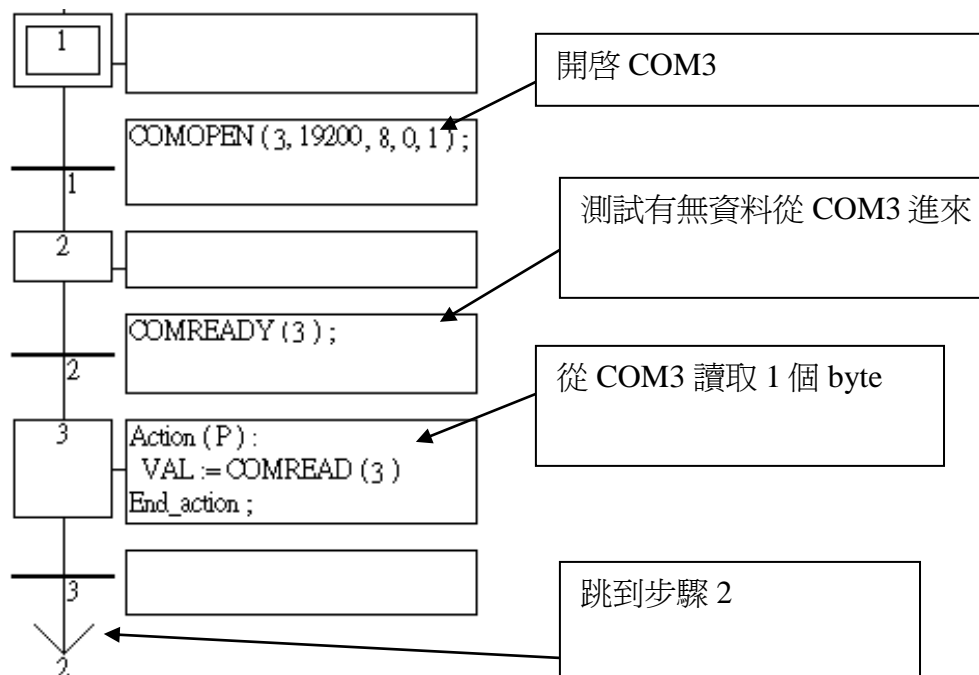 1
開啓 COM3
COMOPEN ( 3, 19200 , 8, 0, 1 ) ;
1
測試有無資料從 COM3 進來
2
COMREADY ( 3 ) ;
2
從 COM3 讀取 1 個 byte
3
Action ( P ) :
VAL := COMREAD ( 3 )
End_action ;
3
跳到步驟 2
2